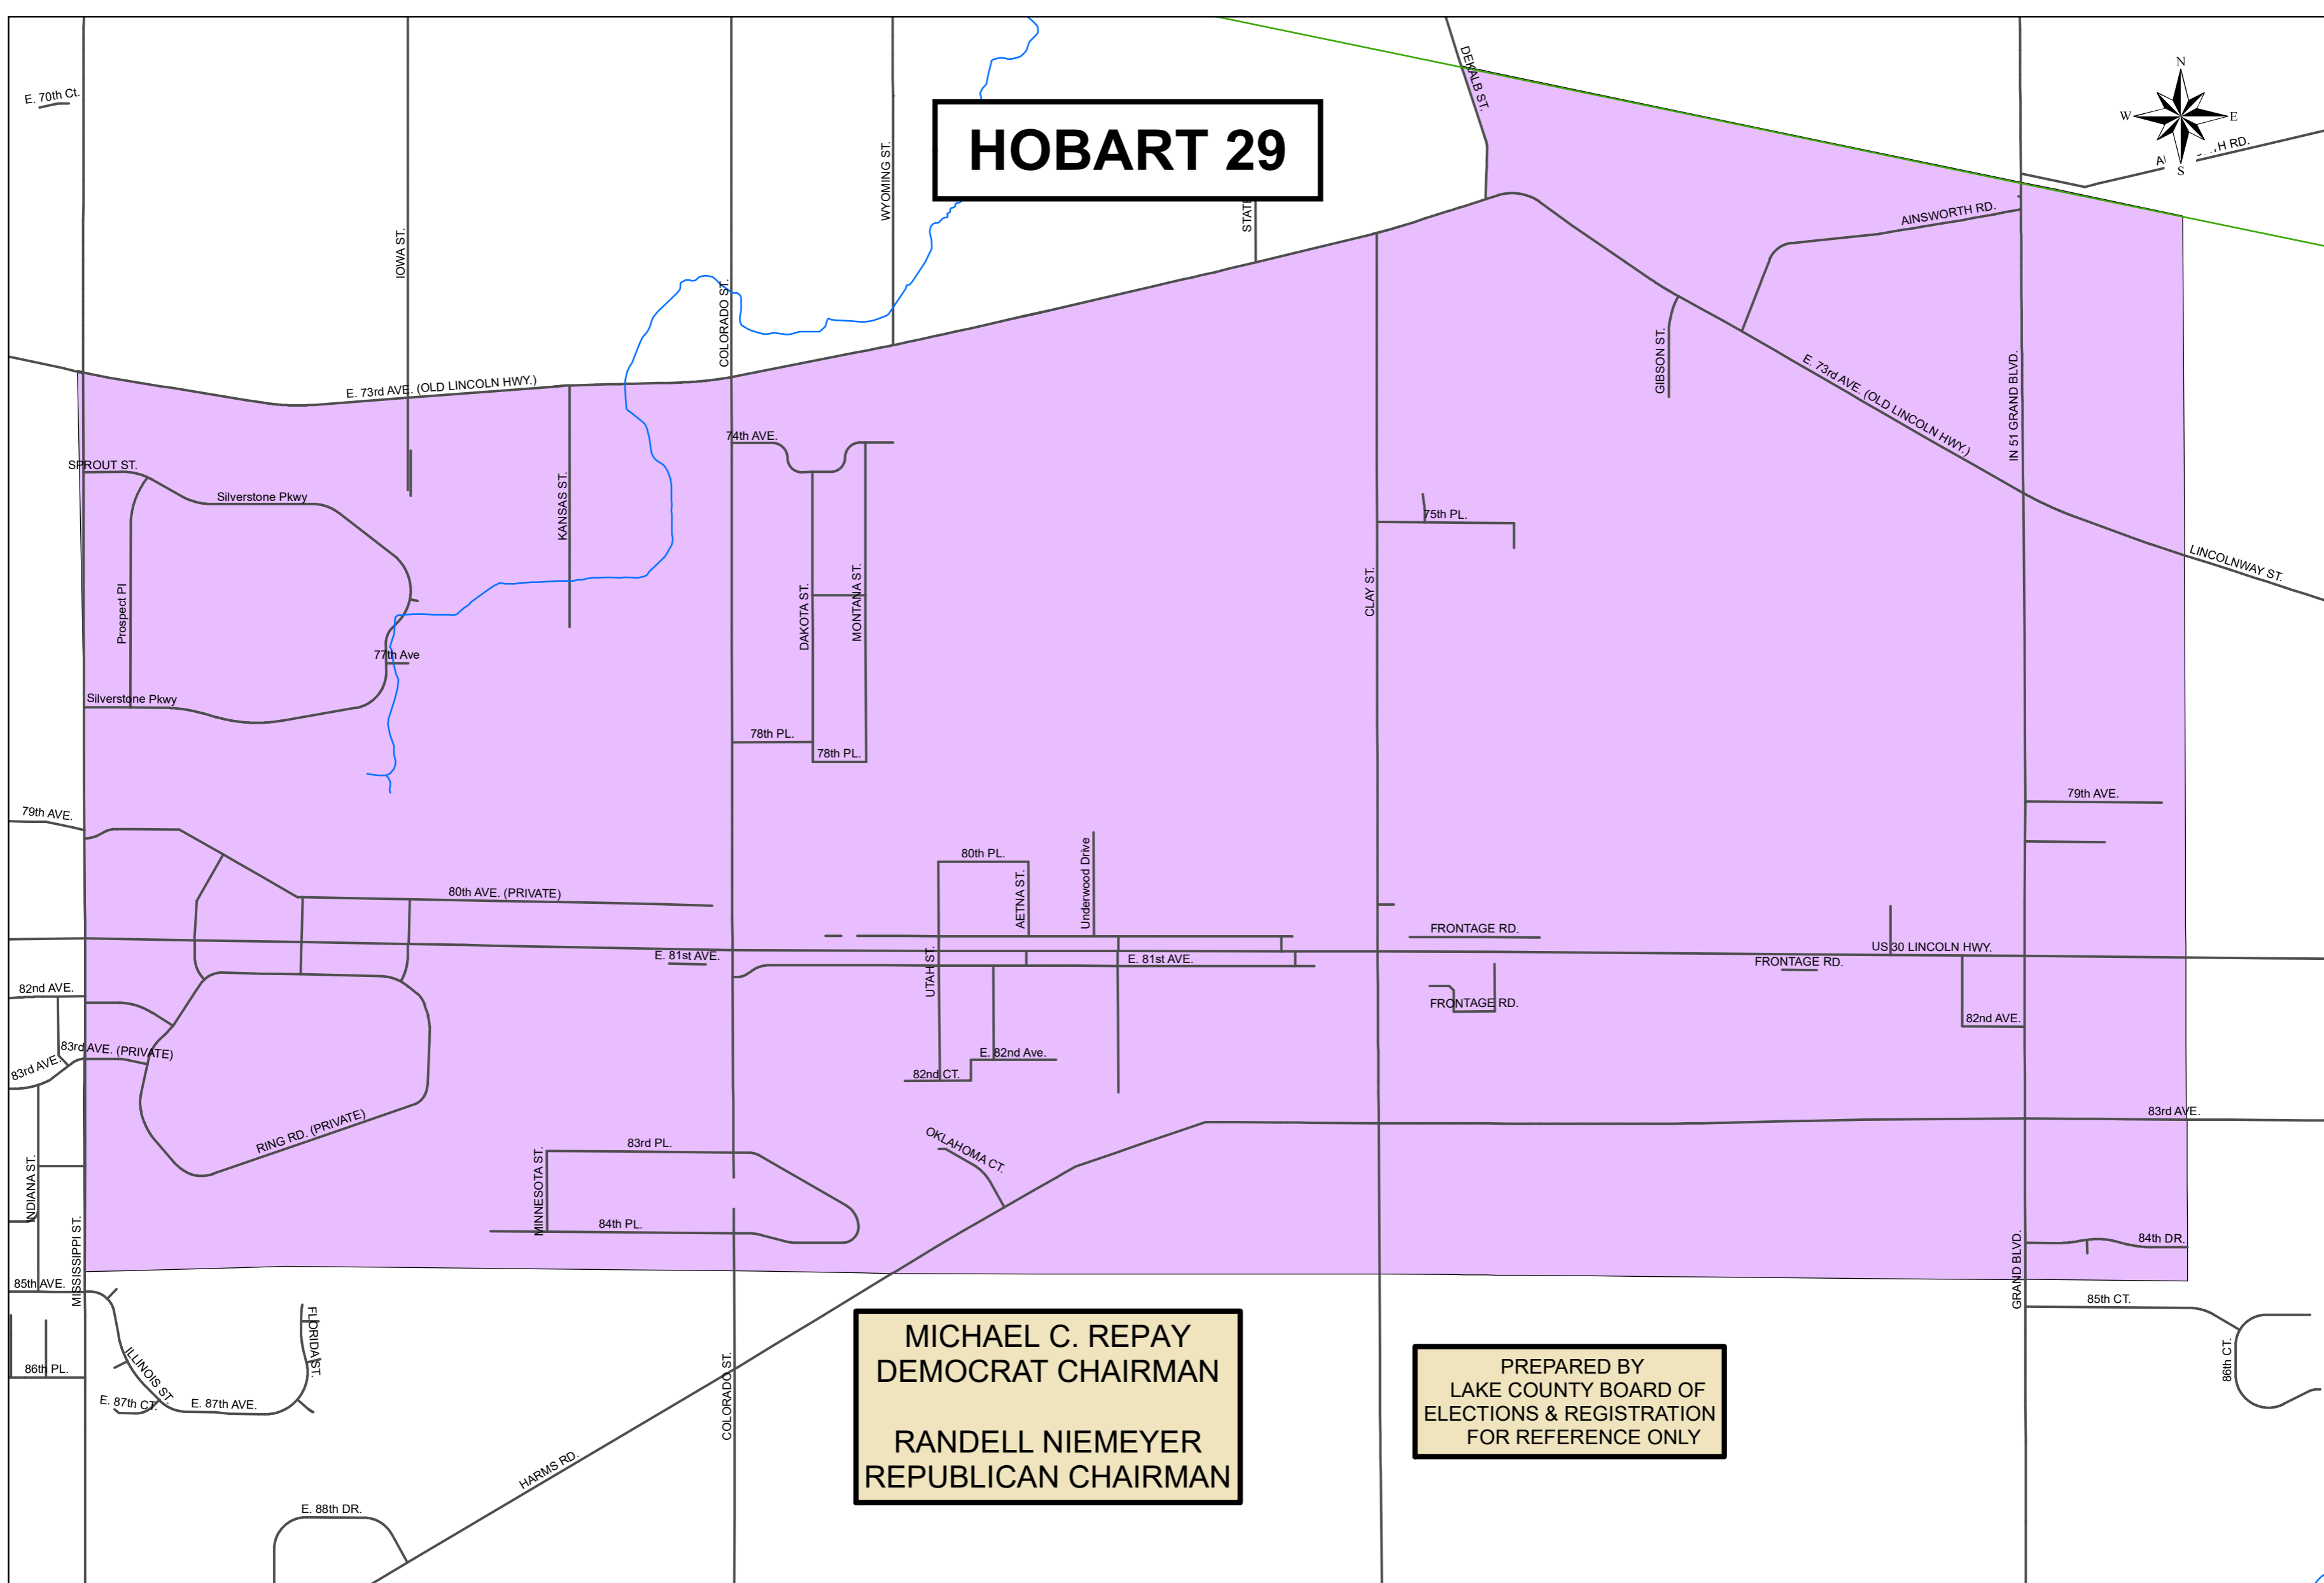 E. 70th Ct.
DEKALB ST.
N
W
E
S
H RD.
HOBART 29
WYOMING ST.
IOWA ST.
AINSWORTH RD.
COLORADO ST.
E. 73rd AVE. (OLD LINCOLN HWY.)
GIBSON ST.
E. 73rd AVE. (OLD LINCOLN HWY.)
IN 51 GRAND BLVD.
74th AVE.
SPROUT ST.
Silverstone Pkwy
KANSAS ST.
75th PL.
LINCOLNWAY ST.
Prospect Pl
DAKOTA ST.
MONTANA ST.
CLAY ST.
77th Ave
Silverstone Pkwy
78th PL.
78th PL.
79th AVE.
79th AVE.
80th PL.
AETNA ST.
Underwood Drive
80th AVE. (PRIVATE)
FRONTAGE RD.
US 30 LINCOLN HWY.
E. 81st AVE.
UTAH ST.
E. 81st AVE.
FRONTAGE RD.
82nd AVE.
FRONTAGE RD.
82nd AVE.
83rd AVE. (PRIVATE)
83rd AVE.
E. 82nd Ave.
82nd CT.
RING RD. (PRIVATE)
83rd AVE.
83rd PL.
OKLAHOMA CT.
INDIANA ST.
MINNESOTA ST.
84th PL.
MISSISSIPPI ST.
GRAND BLVD.
84th DR.
85th AVE.
85th CT.
FLORIDA ST.
ILLINOIS ST.
86th PL.
86th CT.
E. 87th CT.
E. 87th AVE.
COLORADO ST.
MICHAEL C. REPAY
DEMOCRAT CHAIRMAN
RANDELL NIEMEYER
REPUBLICAN CHAIRMAN
PREPARED BY
LAKE COUNTY BOARD OF
ELECTIONS & REGISTRATION
FOR REFERENCE ONLY
HARMS RD.
E. 88th DR.